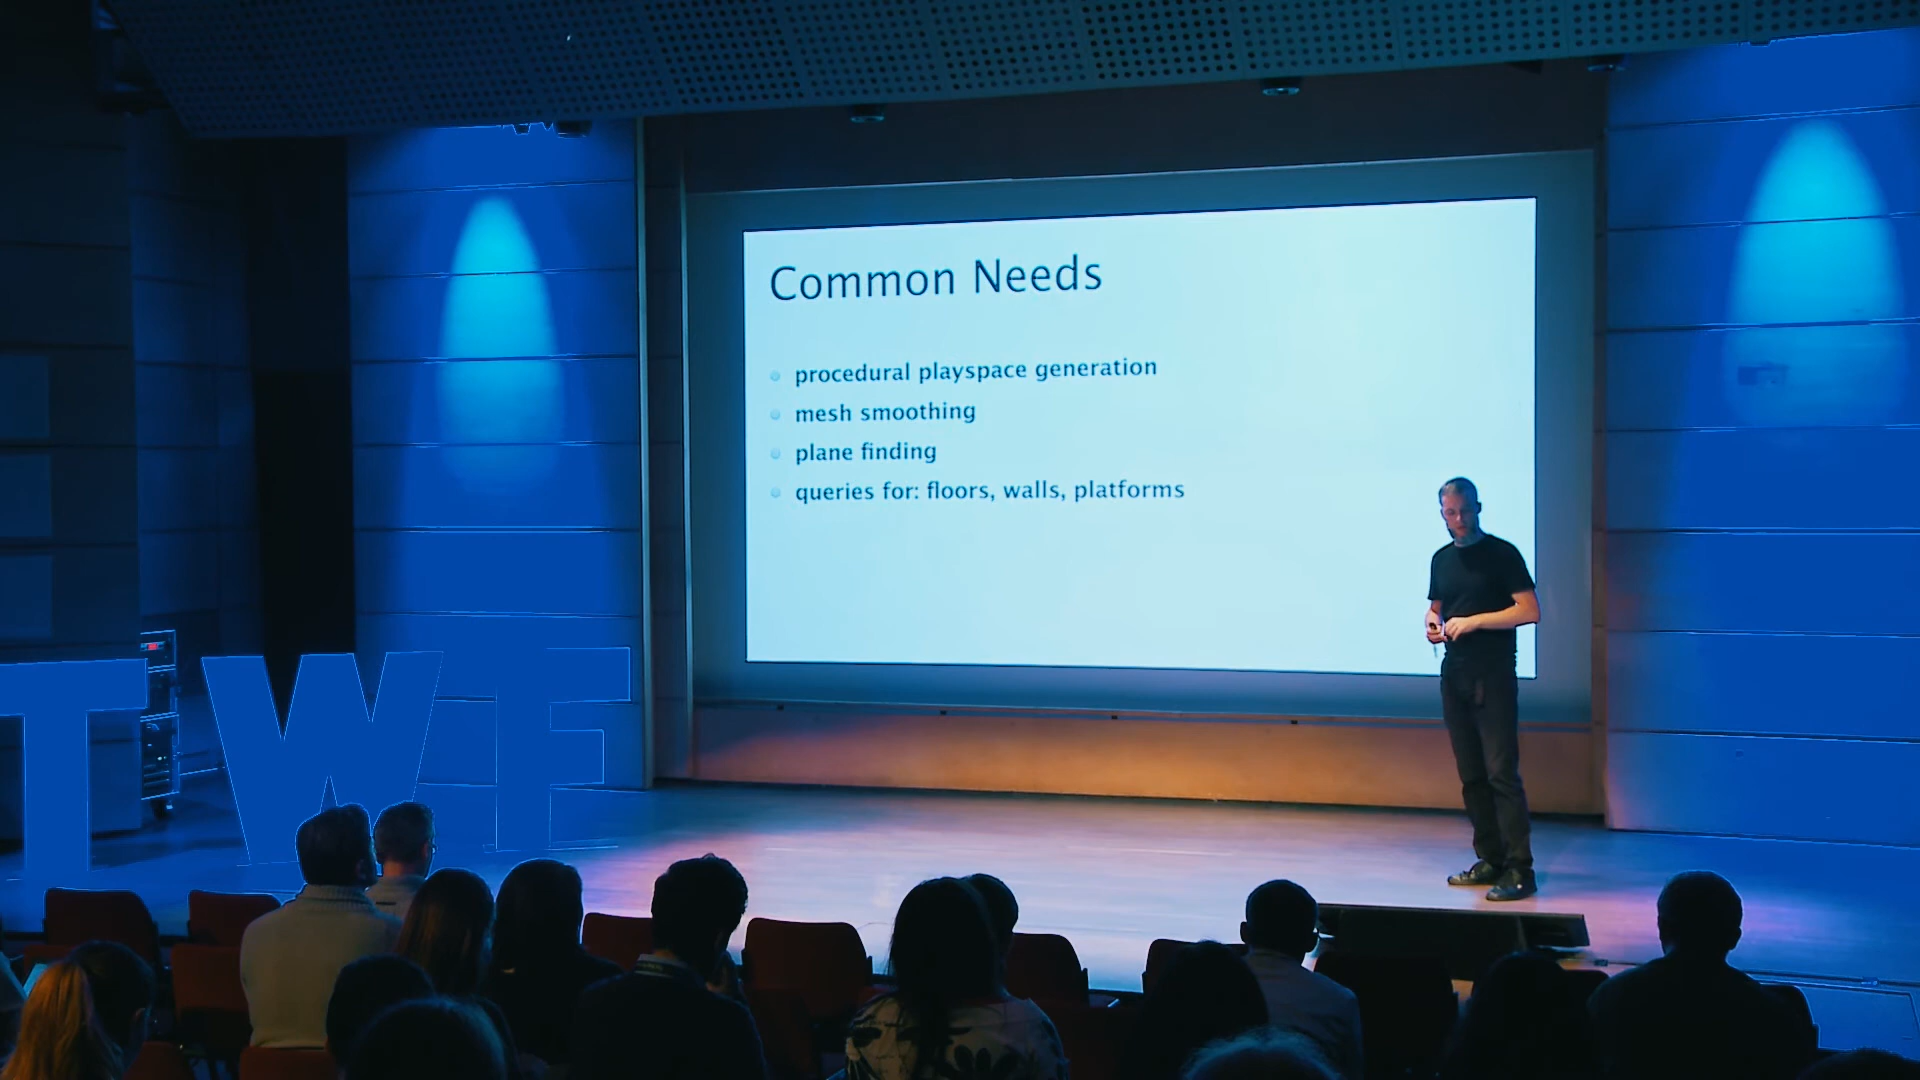 Common Needs
procedural playspace generation
mesh smoothing
plane finding
queries for: floors, walls, platforms
TWF